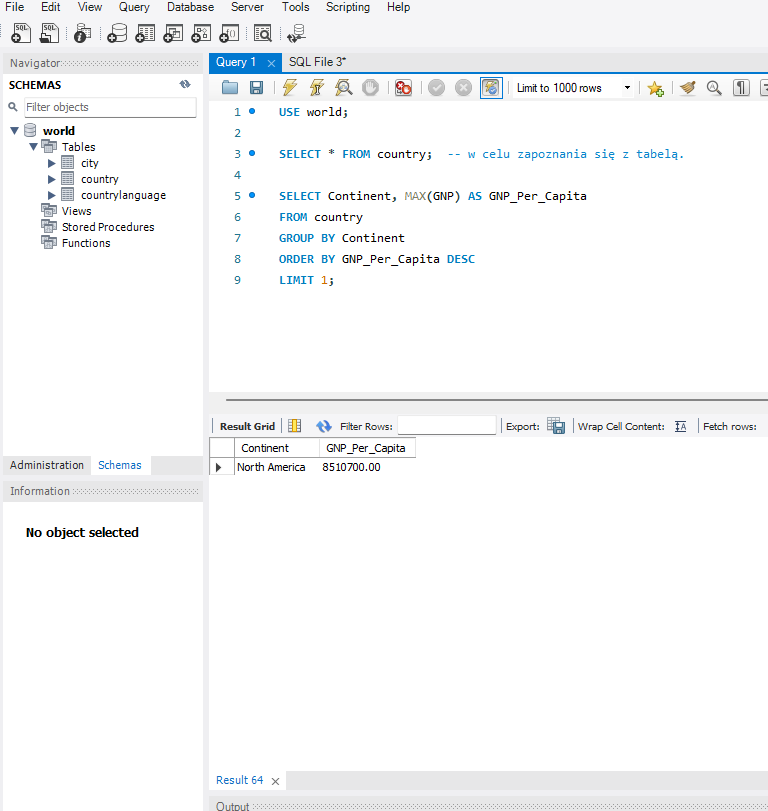 File Edit View Query Database Server Tools Scripting Help
Navigator
SCHEMAS
Filter objects
world
Tables
city
country
countrylanguage
Views
Stored Procedures
Functions
Administration Schemas
Information
No object selected
Query 1 SQL File 3*
Limit to 1000 rows
1 USE world;
2
3 SELECT * FROM country; -- w celu zapoznania się z tabelą.
4
5 SELECT Continent, MAX(GNP) AS GNP_Per_Capita
6 FROM country
7 GROUP BY Continent
8 ORDER BY GNP_Per_Capita DESC
9 LIMIT 1;
Result Grid Filter Rows: Export: Wrap Cell Content: IA Fetch rows:
Continent GNP_Per_Capita
North America 8510700.00
Result 64
Output